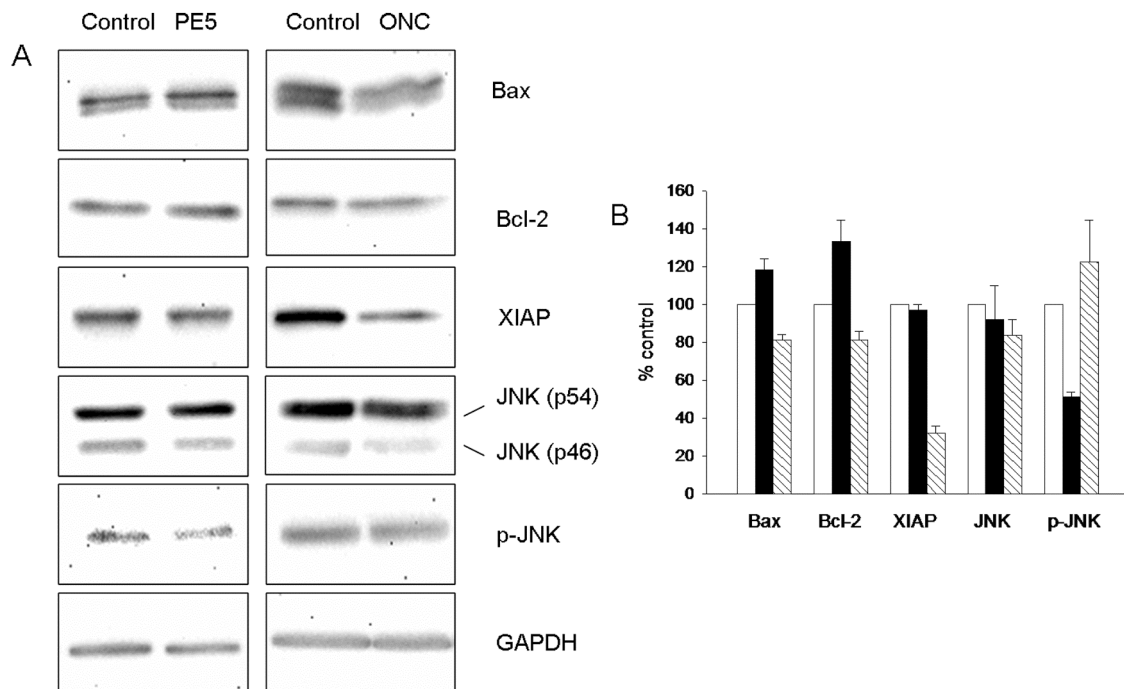 Control PE5 Control ONC
A
Bax
Bcl-2
XIAP
JNK (p54)
JNK (p46)
p-JNK
GAPDH
B
% control
160
140
120
100
80
60
40
20
0
Bax Bcl-2 XIAP JNK p-JNK